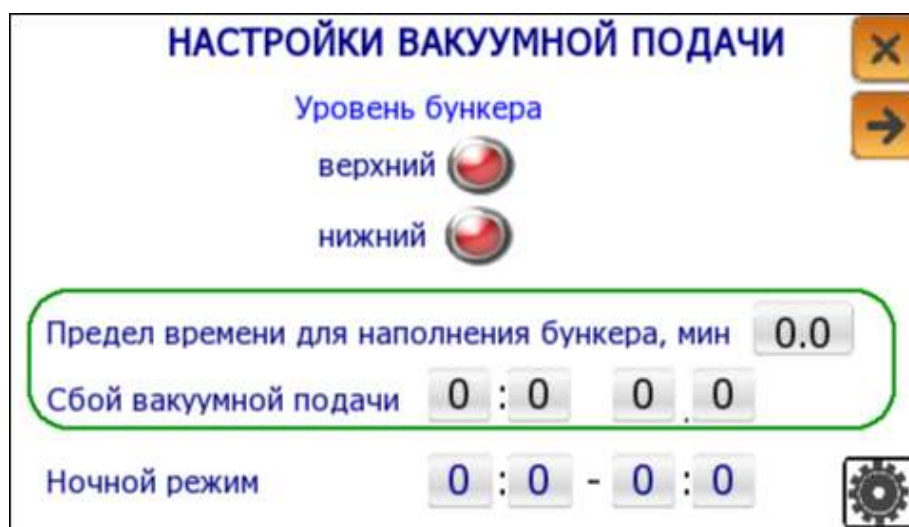 НАСТРОЙКИ ВАКУУМНОЙ ПОДАЧИ
Уровень бункера
верхний
нижний
Предел времени для наполнения бункера, мин 0.0
Сбой вакуумной подачи 0 : 0 0 . 0
Ночной режим 0 : 0 - 0 : 0